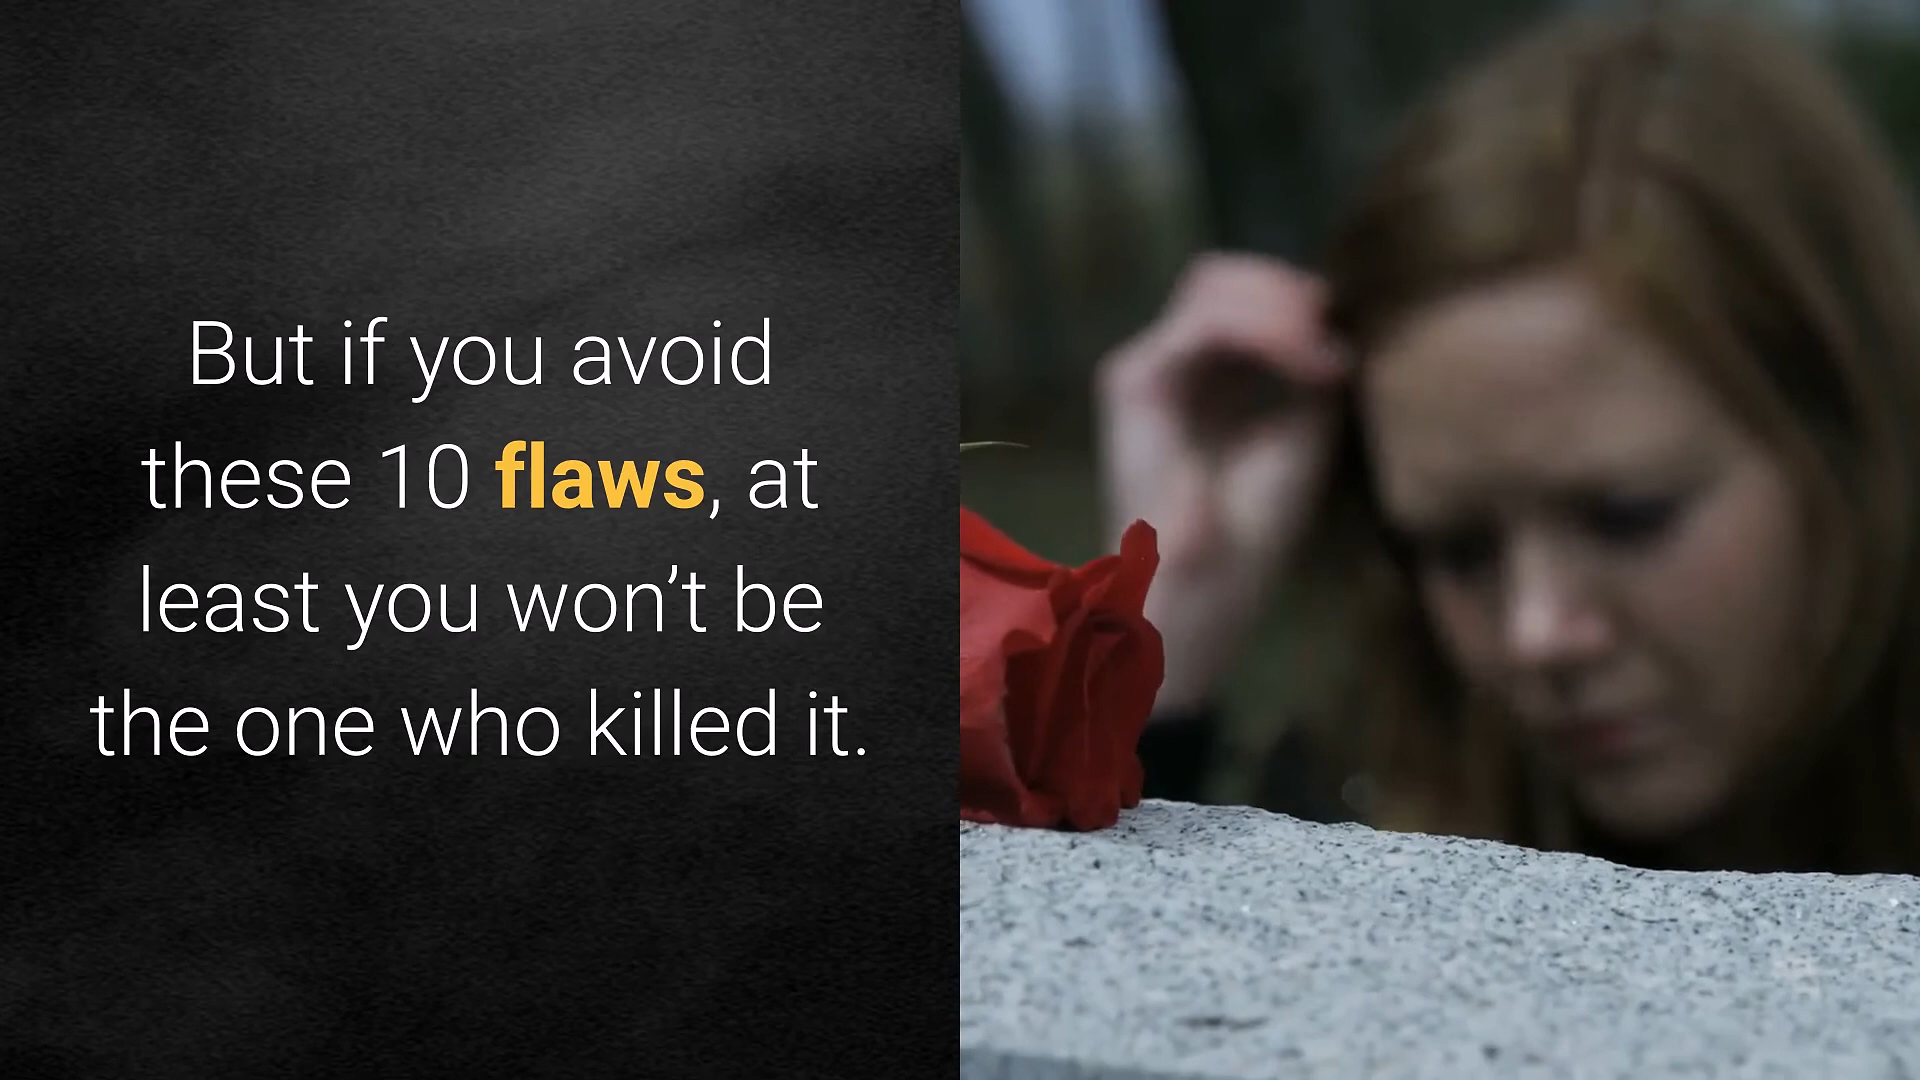 But if you avoid
these 10 flaws, at
least you won’t be
the one who killed it.